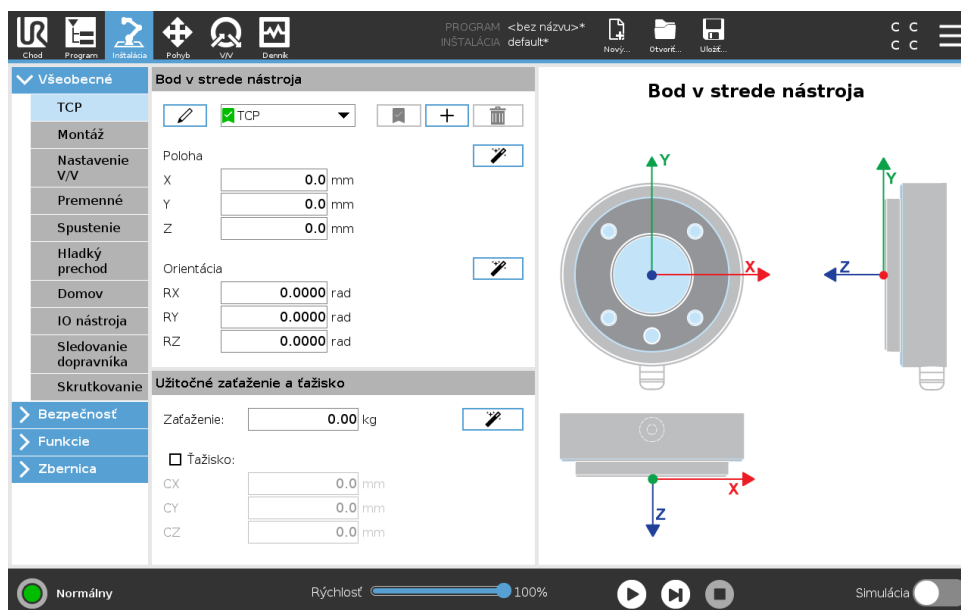 UR
PROGRAM <bez názvu>*
INŠTALÁCIA default*
C C
C C
Chod
Program
Inštalácia
Pohyb
V/V
Denník
Nový...
Otvoriť...
Uložiť...
Všeobecné
TCP
Montáž
Nastavenie
V/V
Premenné
Spustenie
Hladký
prechod
Domov
IO nástroja
Sledovanie
dopravníka
Skrutkovanie
Bezpečnosť
Funkcie
Zbernica
Bod v strede nástroja
TCP
Poloha
X 0.0 mm
Y 0.0 mm
Z 0.0 mm
Orientácia
RX 0.0000 rad
RY 0.0000 rad
RZ 0.0000 rad
Užitočné zaťaženie a ťažisko
Zaťaženie: 0.00 kg
Ťažisko:
CX 0.0 mm
CY 0.0 mm
CZ 0.0 mm
Bod v strede nástroja
Y
X
Y
Z
X
Z
Normálny
Rýchlosť 100%
Simulácia